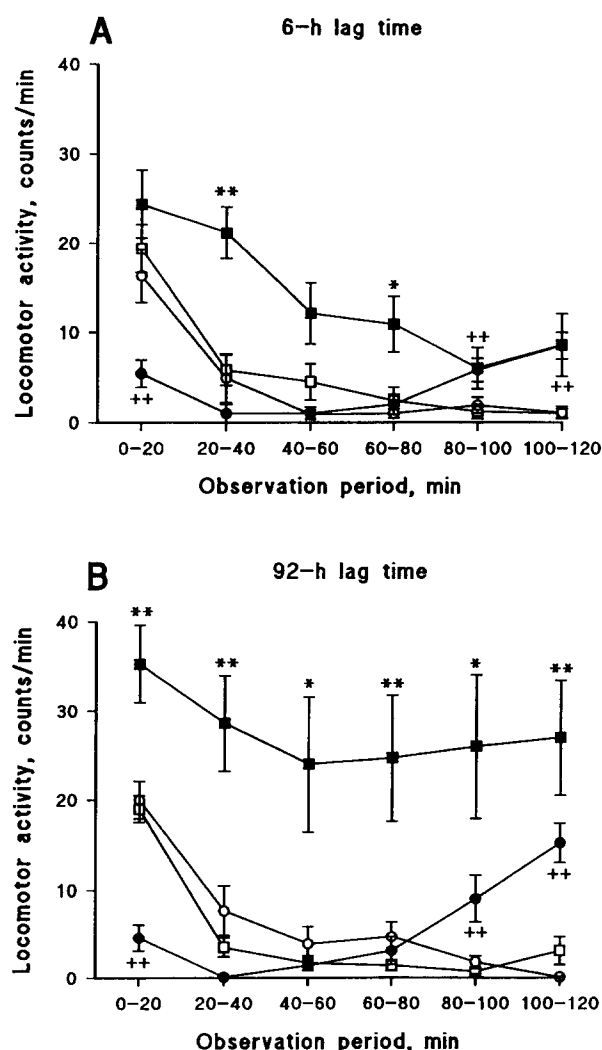 A
6-h lag time
Locomotor activity, counts/min
40
**
30
20
*
++
10
++
++
0
0-20 20-40 40-60 60-80 80-100 100-120
Observation period, min
B
92-h lag time
Locomotor activity, counts/min
**
40
** * ** * **
30
20
++
10
++
++
0
0-20 20-40 40-60 60-80 80-100 100-120
Observation period, min